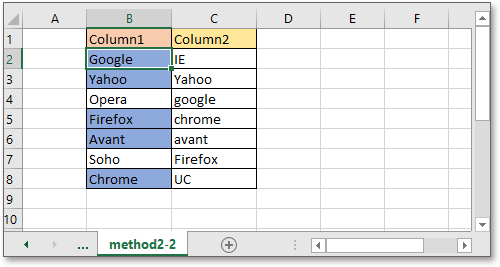 A B C D E F
1 Column1 Column2
2 Google IE
3 Yahoo Yahoo
4 Opera google
5 Firefox chrome
6 Avant avant
7 Soho Firefox
8 Chrome UC
9
10
... method2-2